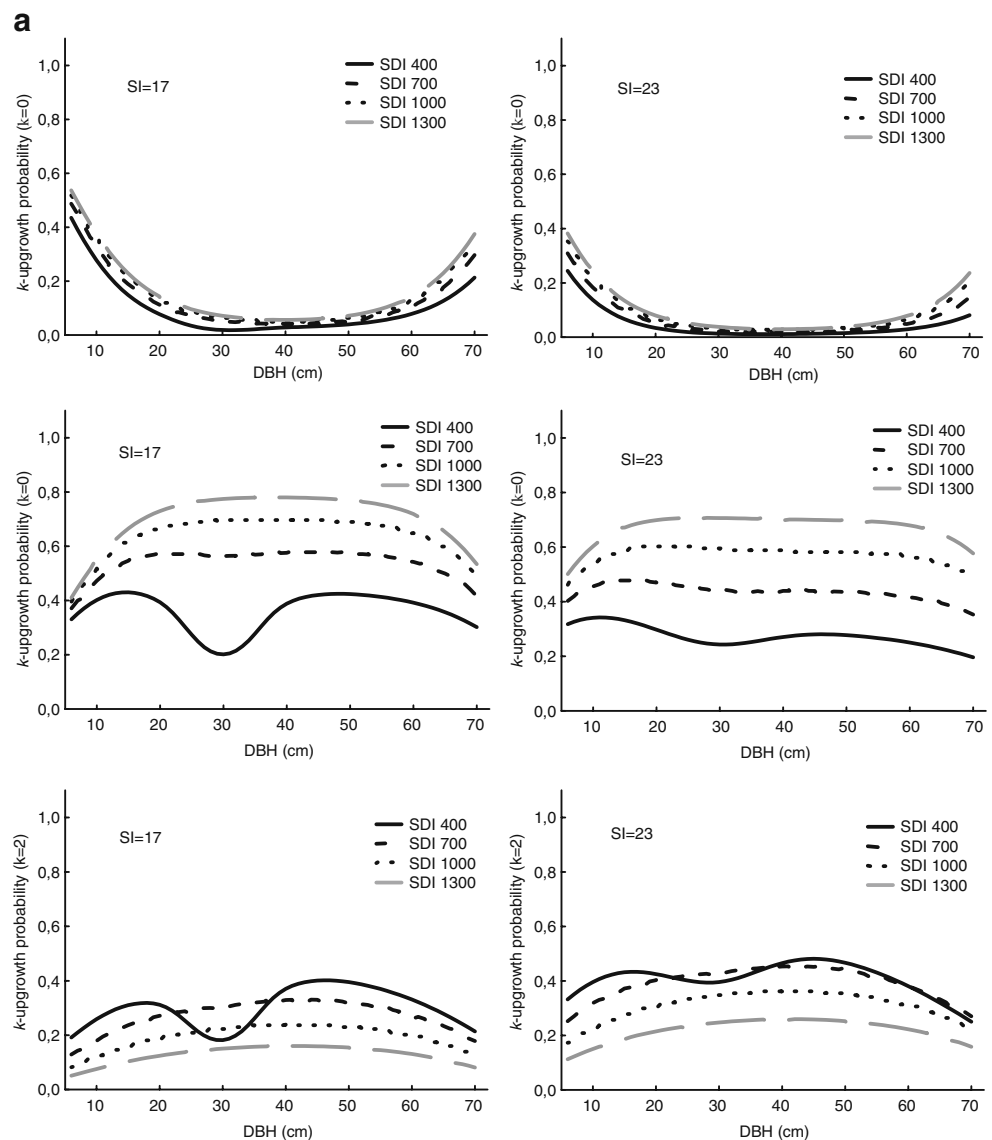 a
1,0
0,8
0,6
0,4
0,2
0,0
k-upgrowth probability (k=0)
SI=17
SDI 400
SDI 700
SDI 1000
SDI 1300
10 20 30 40 50 60 70
DBH (cm)
1,0
0,8
0,6
0,4
0,2
0,0
k-upgrowth probability (k=0)
SI=23
SDI 400
SDI 700
SDI 1000
SDI 1300
10 20 30 40 50 60 70
DBH (cm)
1,0
0,8
0,6
0,4
0,2
0,0
k-upgrowth probability (k=0)
SI=17
SDI 400
SDI 700
SDI 1000
SDI 1300
10 20 30 40 50 60 70
DBH (cm)
1,0
0,8
0,6
0,4
0,2
0,0
k-upgrowth probability (k=0)
SI=23
SDI 400
SDI 700
SDI 1000
SDI 1300
10 20 30 40 50 60 70
DBH (cm)
1,0
0,8
0,6
0,4
0,2
0,0
k-upgrowth probability (k=2)
SI=17
SDI 400
SDI 700
SDI 1000
SDI 1300
10 20 30 40 50 60 70
DBH (cm)
1,0
0,8
0,6
0,4
0,2
0,0
k-upgrowth probability (k=2)
SI=23
SDI 400
SDI 700
SDI 1000
SDI 1300
10 20 30 40 50 60 70
DBH (cm)